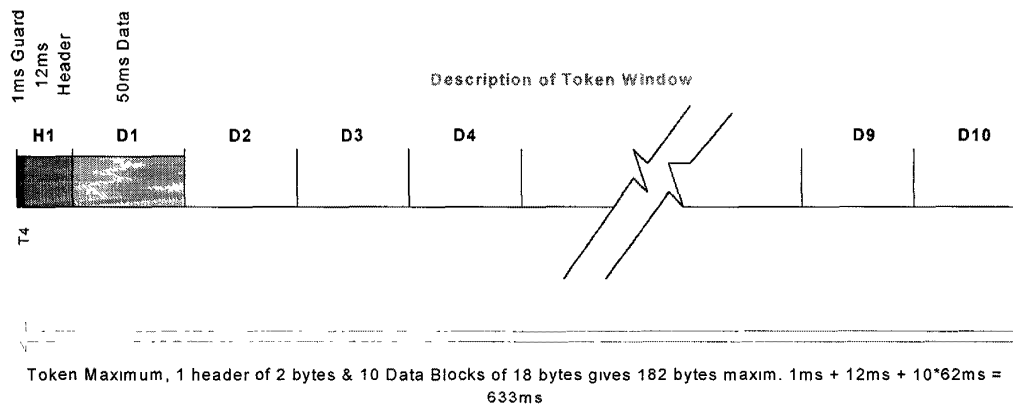 1ms Guard
12ms
Header
50ms Data
Description of Token Window
H1 D1 D2 D3 D4 D9 D10
T4
Token Maximum, 1 header of 2 bytes & 10 Data Blocks of 18 bytes gives 182 bytes maxim. 1ms + 12ms + 10*62ms =
633ms